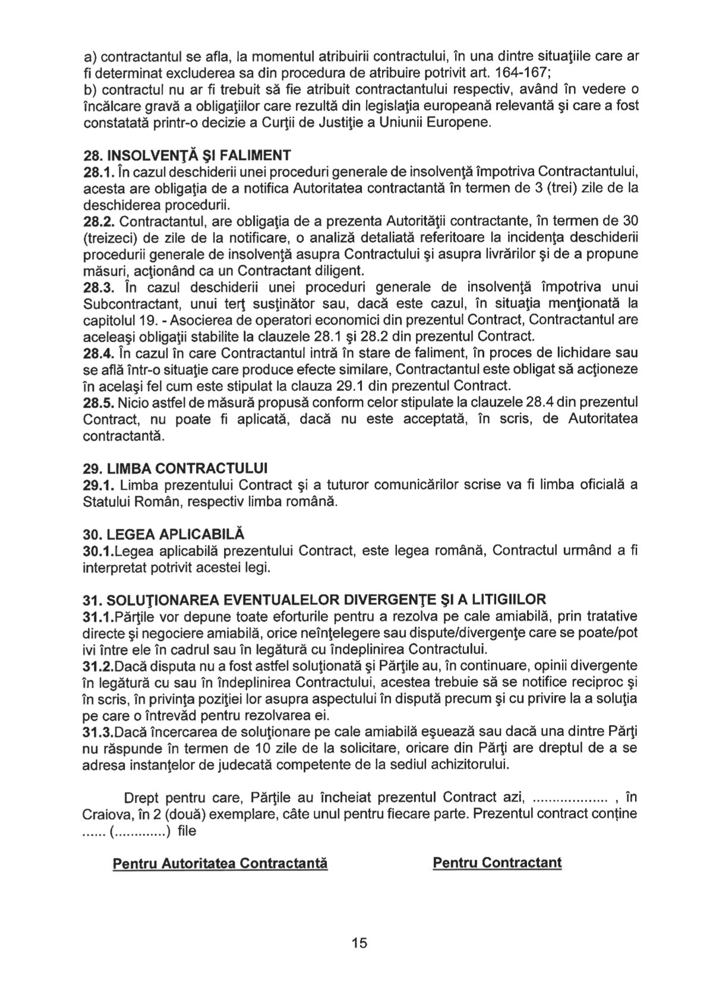 a) contractantul se afla, la momentul atribuirii contractului, în una dintre situaţiile care ar
fi determinat excluderea sa din procedura de atribuire potrivit art. 164-167;
b) contractul nu ar fi trebuit să fie atribuit contractantului respectiv, având în vedere o
încălcare gravă a obligaţiilor care rezultă din legislaţia europeană relevantă şi care a fost
constatată printr-o decizie a Curţii de Justiţie a Uniunii Europene.
28. INSOLVENŢĂ ŞI FALIMENT
28.1. În cazul deschiderii unei proceduri generale de insolvenţă împotriva Contractantului,
acesta are obligaţia de a notifica Autoritatea contractantă în termen de 3 (trei) zile de la
deschiderea procedurii.
28.2. Contractantul, are obligaţia de a prezenta Autorităţii contractante, în termen de 30
(treizeci) de zile de la notificare, o analiză detaliată referitoare la incidenţa deschiderii
procedurii generale de insolvenţă asupra Contractului şi asupra livrărilor şi de a propune
măsuri, acţionând ca un Contractant diligent.
28.3. În cazul deschiderii unei proceduri generale de insolvenţă împotriva unui
Subcontractant, unui terţ susţinător sau, dacă este cazul, în situaţia menţionată la
capitolul 19. - Asocierea de operatori economici din prezentul Contract, Contractantul are
aceleaşi obligaţii stabilite la clauzele 28.1 şi 28.2 din prezentul Contract.
28.4. În cazul în care Contractantul intră în stare de faliment, în proces de lichidare sau
se află într-o situaţie care produce efecte similare, Contractantul este obligat să acţioneze
în acelaşi fel cum este stipulat la clauza 29.1 din prezentul Contract.
28.5. Nicio astfel de măsură propusă conform celor stipulate la clauzele 28.4 din prezentul
Contract, nu poate fi aplicată, dacă nu este acceptată, în scris, de Autoritatea
contractantă.
29. LIMBA CONTRACTULUI
29.1. Limba prezentului Contract şi a tuturor comunicărilor scrise va fi limba oficială a
Statului Român, respectiv limba română.
30. LEGEA APLICABILĂ
30.1.Legea aplicabilă prezentului Contract, este legea română, Contractul urmând a fi
interpretat potrivit acestei legi.
31. SOLUŢIONAREA EVENTUALELOR DIVERGENŢE ŞI A LITIGIILOR
31.1.Părţile vor depune toate eforturile pentru a rezolva pe cale amiabilă, prin tratative
directe şi negociere amiabilă, orice neînţelegere sau dispute/divergenţe care se poate/pot
ivi între ele în cadrul sau în legătură cu îndeplinirea Contractului.
31.2.Dacă disputa nu a fost astfel soluţionată şi Părţile au, în continuare, opinii divergente
în legătură cu sau în îndeplinirea Contractului, acestea trebuie să se notifice reciproc şi
în scris, în privinţa poziţiei lor asupra aspectului în dispută precum şi cu privire la a soluţia
pe care o întrevăd pentru rezolvarea ei.
31.3.Dacă încercarea de soluţionare pe cale amiabilă eşuează sau dacă una dintre Părţi
nu răspunde în termen de 10 zile de la solicitare, oricare din Părţi are dreptul de a se
adresa instanţelor de judecată competente de la sediul achizitorului.
Drept pentru care, Părţile au încheiat prezentul Contract azi, ................... , în
Craiova, în 2 (două) exemplare, câte unul pentru fiecare parte. Prezentul contract conține
...... (.............) file
Pentru Autoritatea Contractantă Pentru Contractant
15